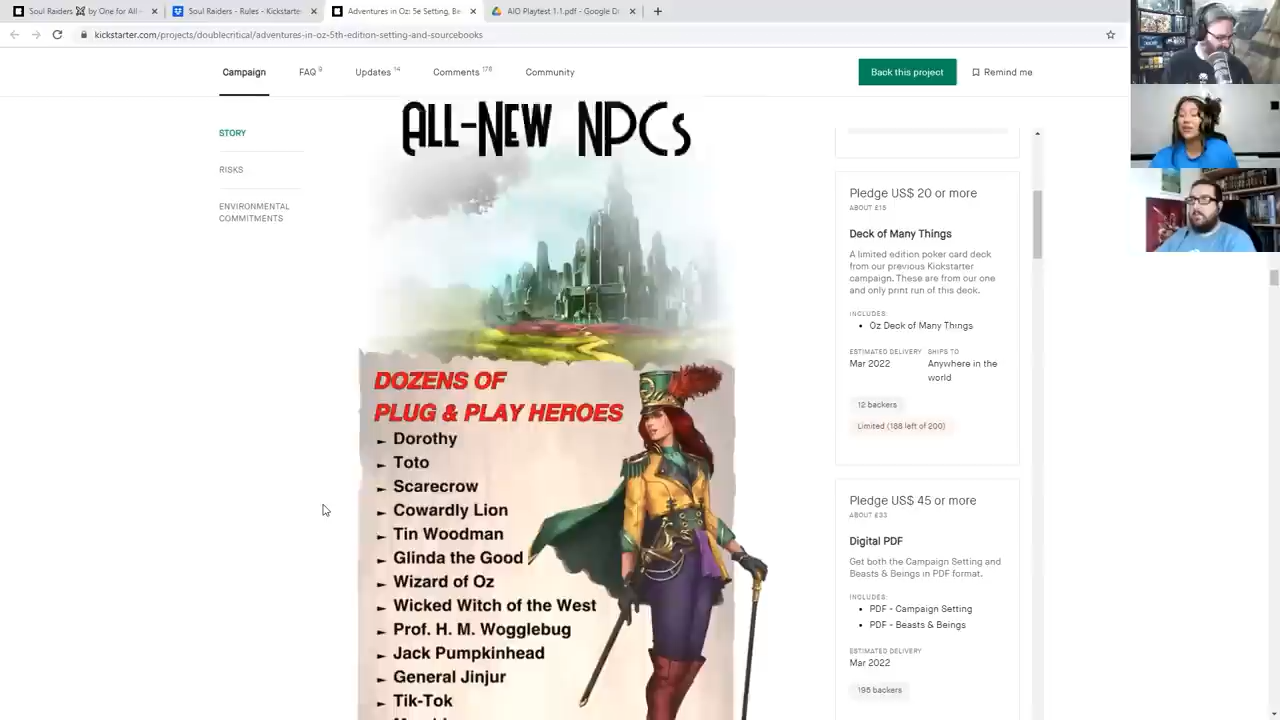 Soul Raiders
by One for All
Soul Raiders - Rules - Kickstarte
Adventures in Oz: 5e Setting, Be
AIO Playtest 1-1.pdf - Google D
kickstarter.com/projects/doublecritical/adventures-in-oz-5th-edition-setting-and-sourcebooks
Campaign
FAQ 9
Updates 14
Comments 176
Community
Back this project
Remind me
STORY
RISKS
ENVIRONMENTAL
COMMITMENTS
ALL-NEW NPCs
DOZENS OF
PLUG & PLAY HEROES
Dorothy
Toto
Scarecrow
Cowardly Lion
Tin Woodman
Glinda the Good
Wizard of Oz
Wicked Witch of the West
Prof. H. M. Wogglebug
Jack Pumpkinhead
General Jinjur
Tik-Tok
Pledge US$ 20 or more
ABOUT £15
Deck of Many Things
A limited edition poker card deck
from our previous Kickstarter
campaign. These are from our one
and only print run of this deck.
INCLUDES:
• Oz Deck of Many Things
ESTIMATED DELIVERY
Mar 2022
SHIPS TO
Anywhere in the
world
12 backers
Limited (188 left of 200)
Pledge US$ 45 or more
ABOUT £33
Digital PDF
Get both the Campaign Setting and
Beasts & Beings in PDF format.
INCLUDES:
• PDF - Campaign Setting
• PDF - Beasts & Beings
ESTIMATED DELIVERY
Mar 2022
195 backers